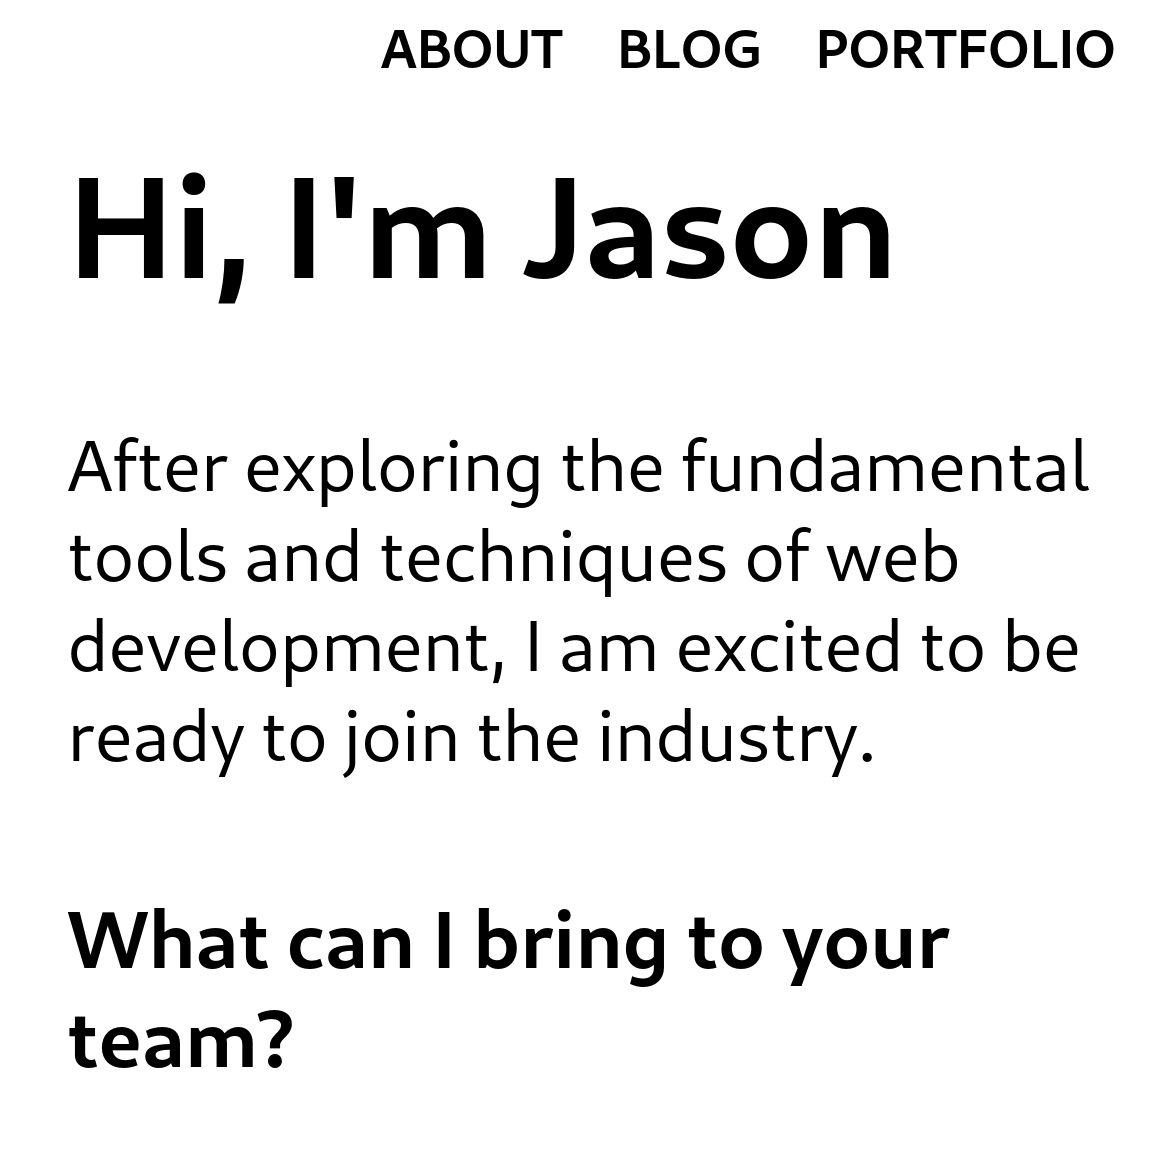 ABOUT BLOG PORTFOLIO
Hi, I'm Jason
After exploring the fundamental
tools and techniques of web
development, I am excited to be
ready to join the industry.
What can I bring to your
team?